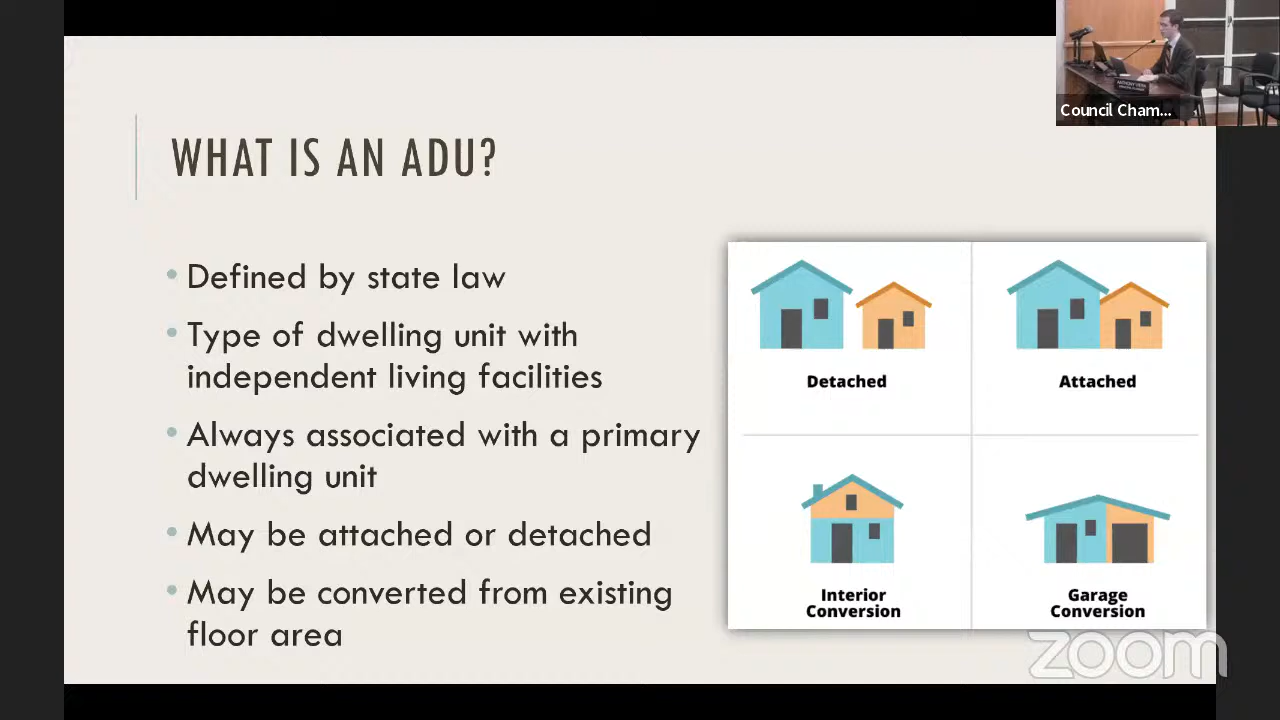 Council Cham...
WHAT IS AN ADU?
• Defined by state law
• Type of dwelling unit with
independent living facilities
• Always associated with a primary
dwelling unit
• May be attached or detached
• May be converted from existing
floor area
Detached
Attached
Interior
Conversion
Garage
Conversion
zoom